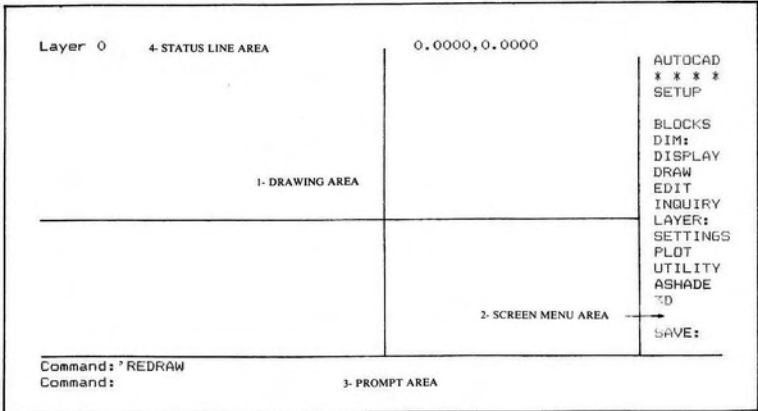 Layer 0
4- STATUS LINE AREA
0.0000,0.0000
AUTOCAD
* * * *
SETUP
BLOCKS
DIM:
DISPLAY
DRAW
EDIT
INQUIRY
LAYER:
SETTINGS
PLOT
UTILITY
ASHADE
3D
SAVE:
1- DRAWING AREA
2- SCREEN MENU AREA
Command:'REDRAW
Command:
3- PROMPT AREA